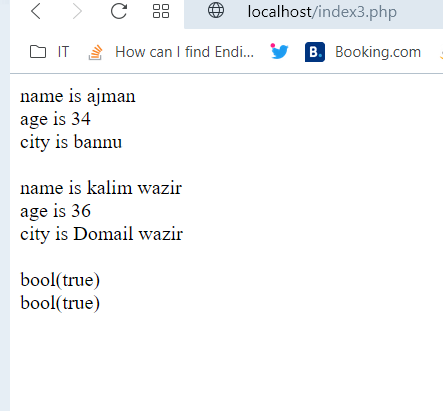 localhost/index3.php
IT
How can I find Endi...
B.
Booking.com
name is ajman
age is 34
city is bannu
name is kalim wazir
age is 36
city is Domail wazir
bool(true)
bool(true)